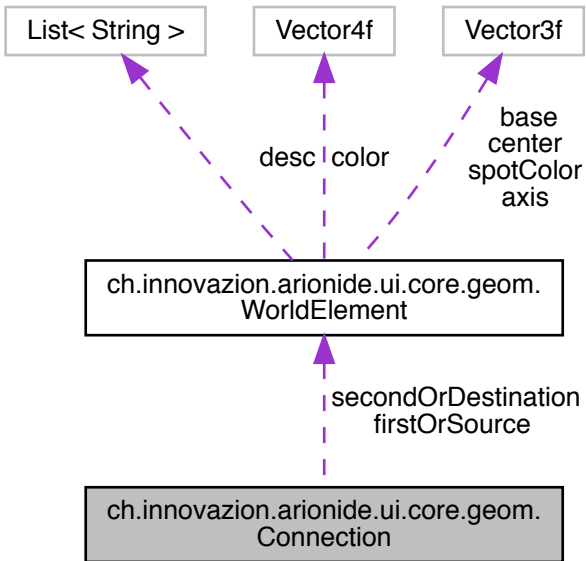 List< String >
Vector4f
Vector3f
desc
color
base
center
spotColor
axis
ch.innovazion.arionide.ui.core.geom.
WorldElement
secondOrDestination
firstOrSource
ch.innovazion.arionide.ui.core.geom.
Connection